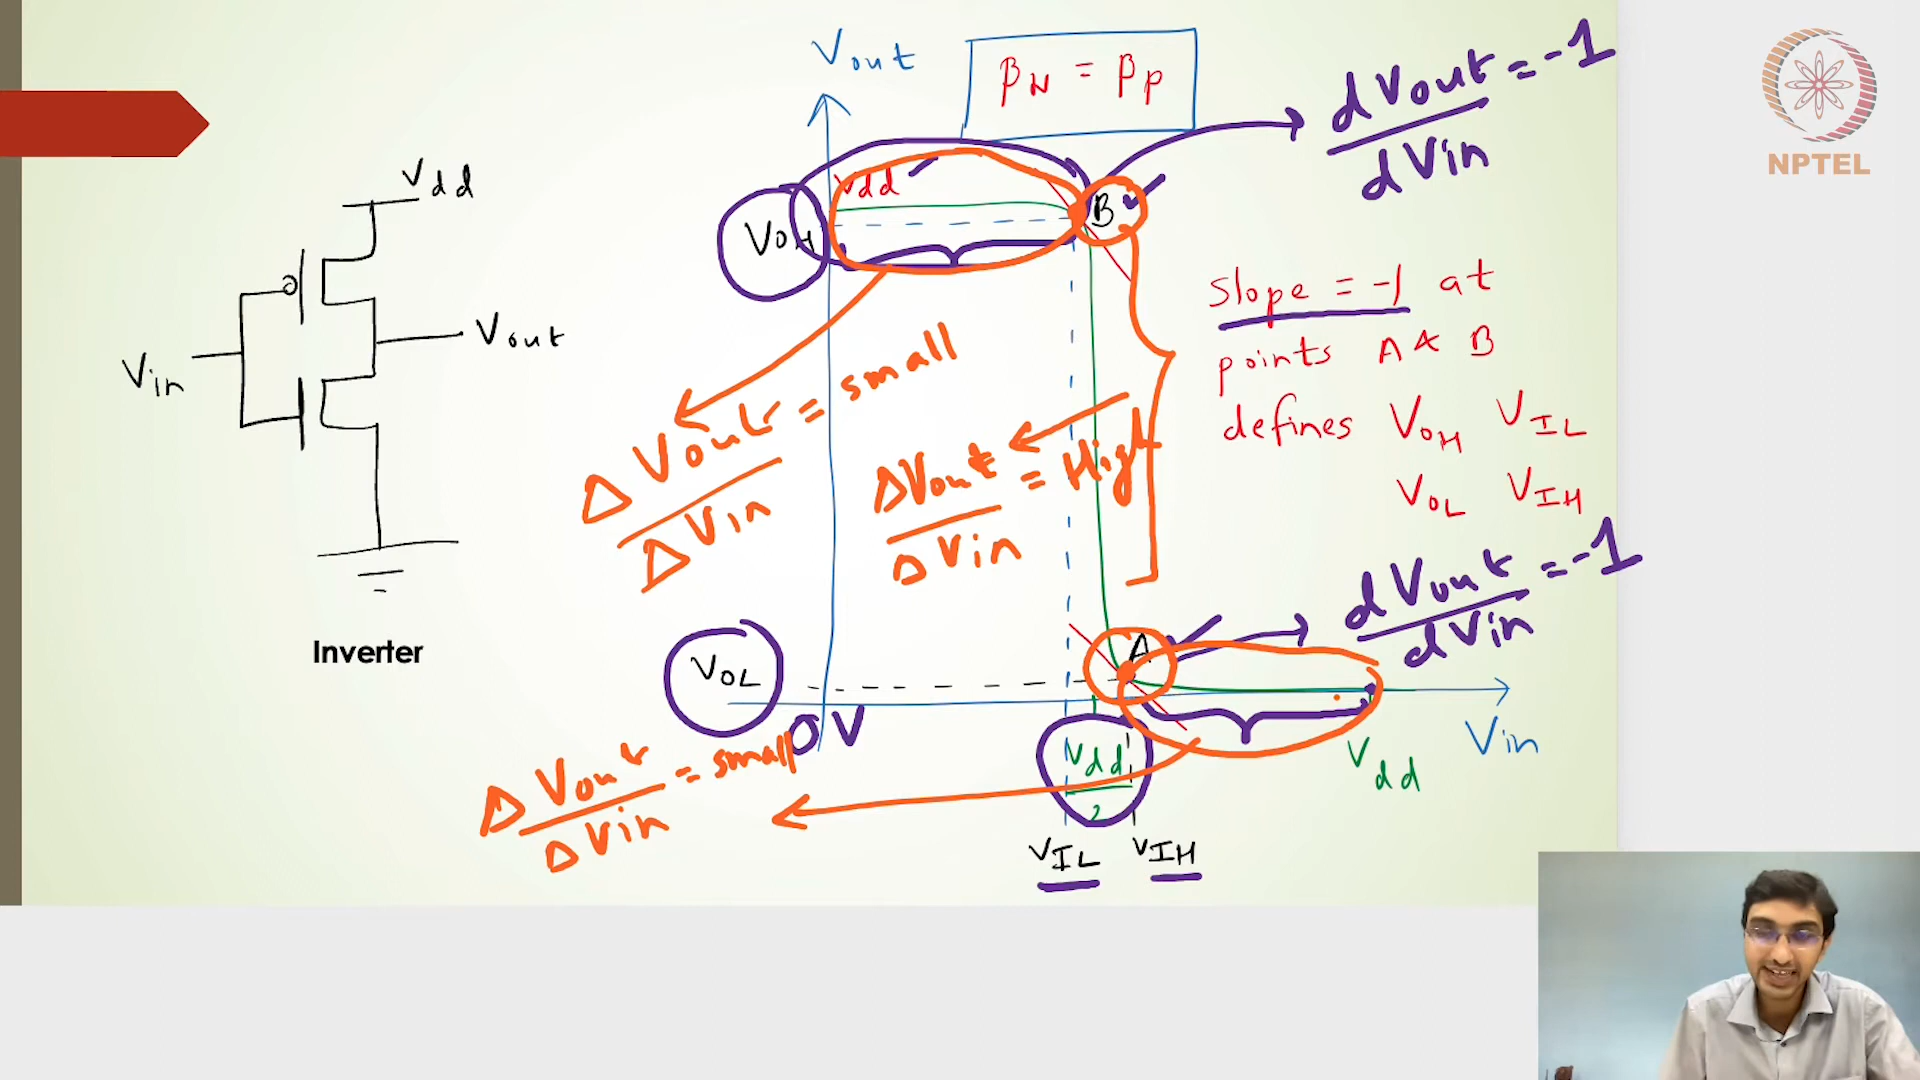 Vout
βN = βP
dVout = -1
dVin
NPTEL
Vdd
Vin
Vout
Inverter
Vdd
VOH
B
Slope = -1 at
points A & B
defines VOH VIL
VOL VIH
ΔVout = small
ΔVin
ΔVout = High
ΔVin
dVout = -1
dVin
A
VOL
0V
Vdd
2
Vdd
Vin
ΔVout = small
ΔVin
VIL VIH